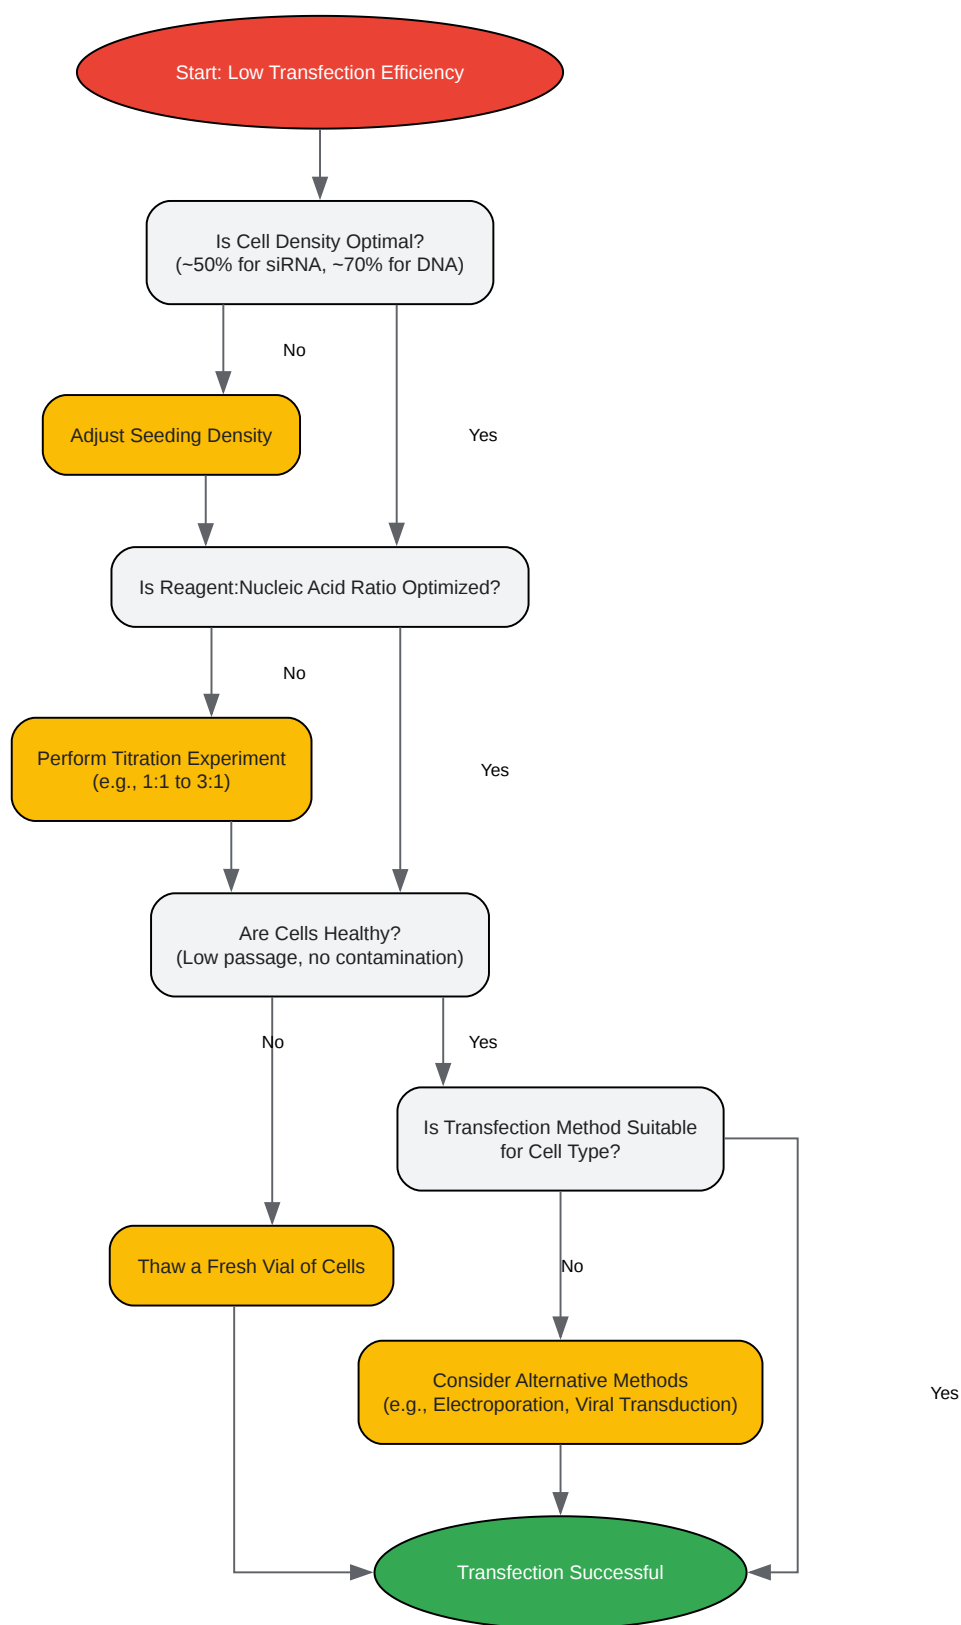 Start: Low Transfection Efficiency
Is Cell Density Optimal?
(~50% for siRNA, ~70% for DNA)
No
Adjust Seeding Density
Yes
Is Reagent:Nucleic Acid Ratio Optimized?
No
Perform Titration Experiment
(e.g., 1:1 to 3:1)
Yes
Are Cells Healthy?
(Low passage, no contamination)
No
Yes
Is Transfection Method Suitable
for Cell Type?
Thaw a Fresh Vial of Cells
No
Consider Alternative Methods
(e.g., Electroporation, Viral Transduction)
Yes
Transfection Successful